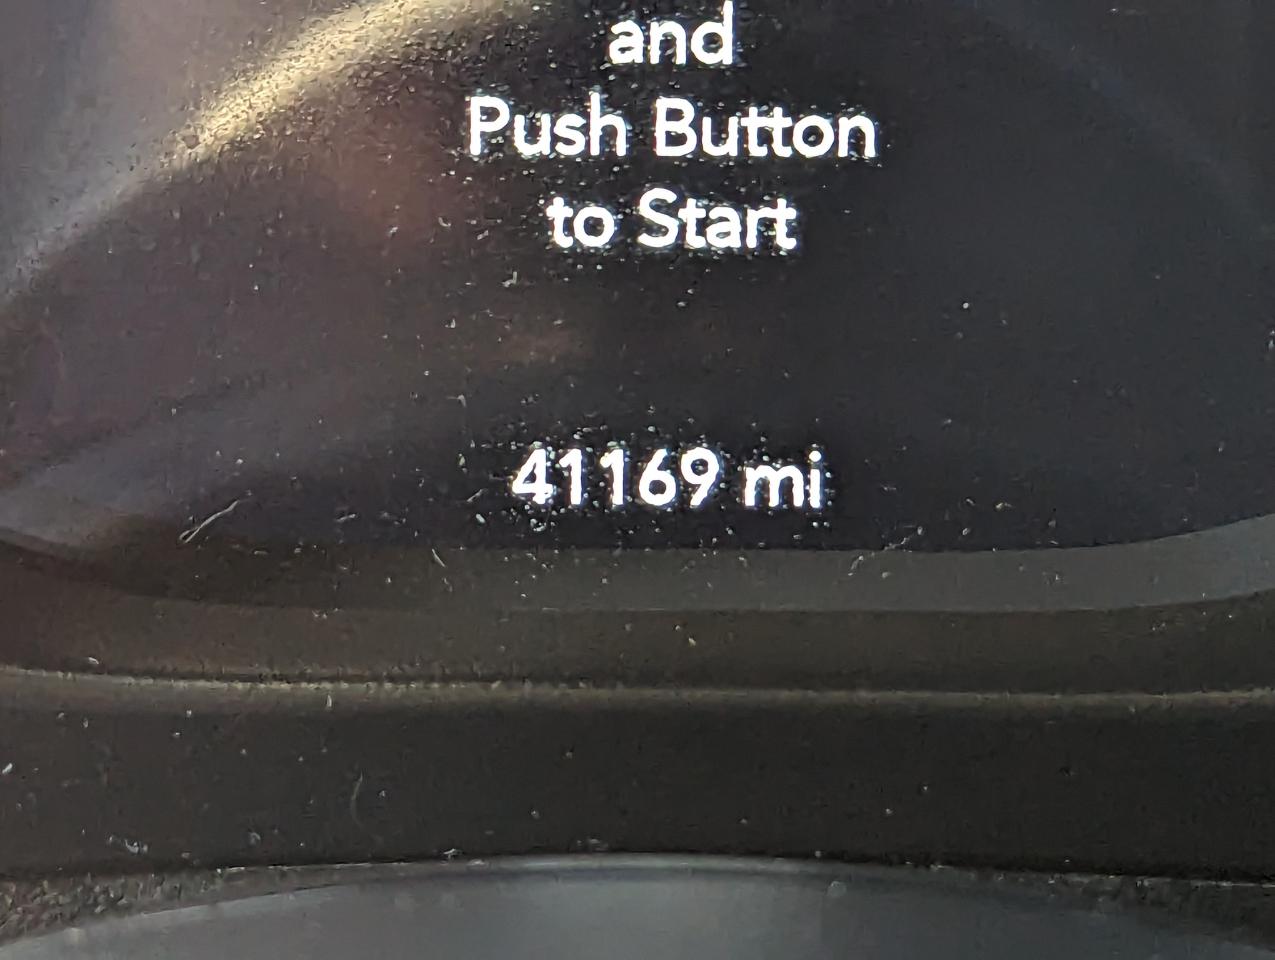 and
Push Button
to Start
41169 mi